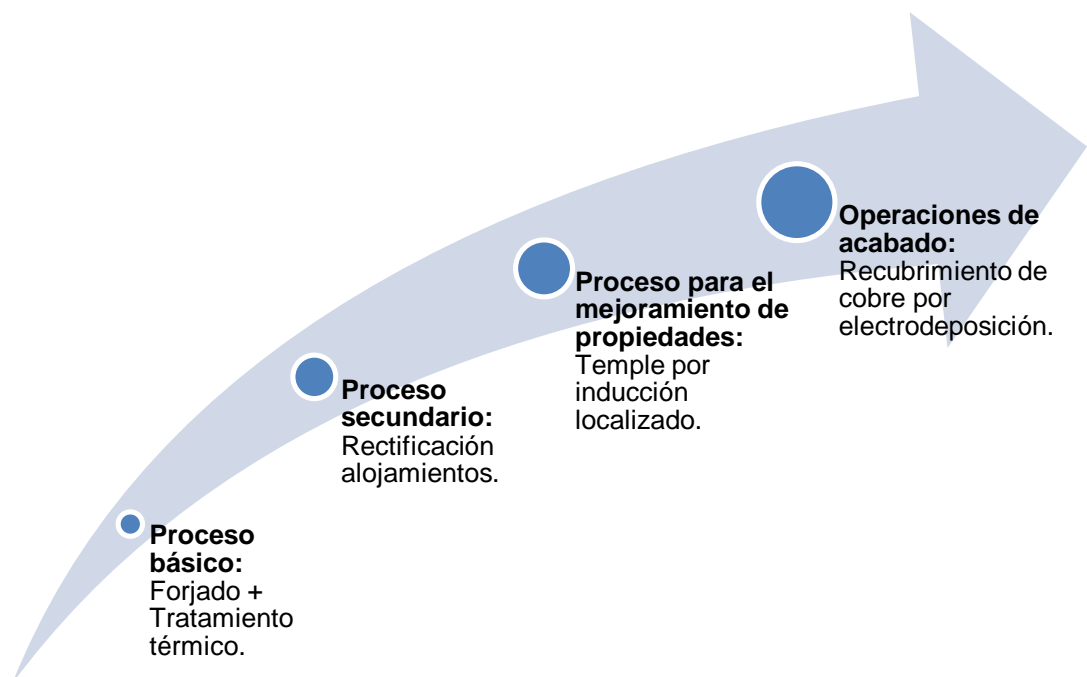 Proceso
básico:
Forjado +
Tratamiento
térmico.
Proceso
secundario:
Rectificación
alojamientos.
Proceso para el
mejoramiento de
propiedades:
Temple por
inducción
localizado.
Operaciones de
acabado:
Recubrimiento de
cobre por
electrodeposición.